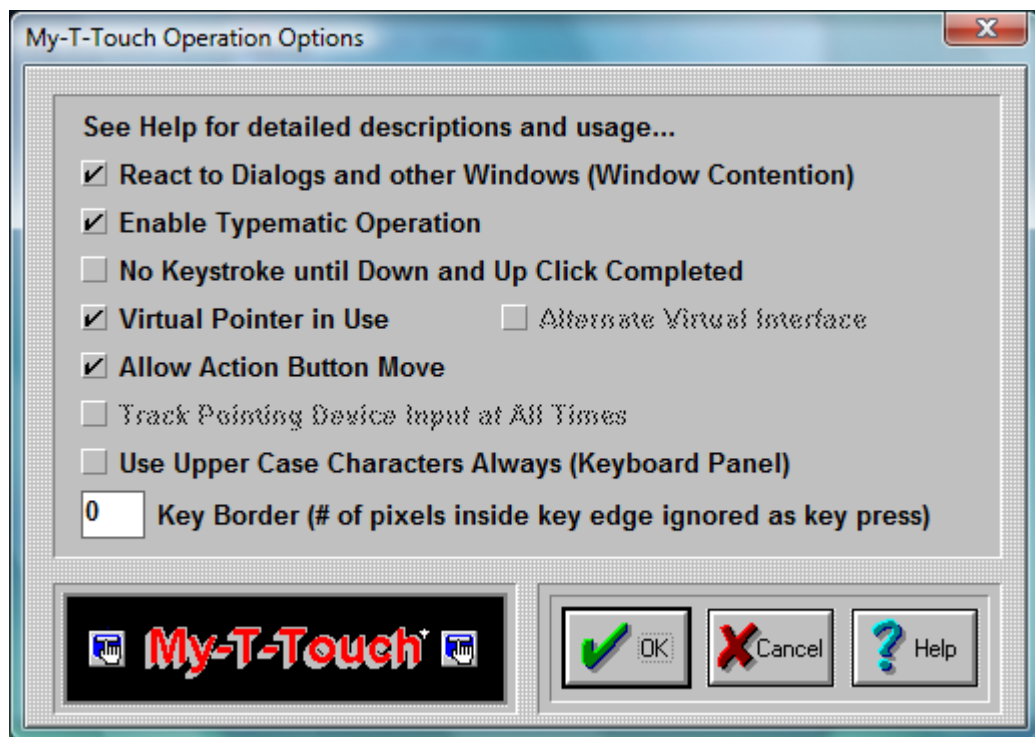 My-T-Touch Operation Options
See Help for detailed descriptions and usage...
React to Dialogs and other Windows (Window Contention)
Enable Typematic Operation
No Keystroke until Down and Up Click Completed
Virtual Pointer in Use Alternate Virtual Interface
Allow Action Button Move
Track Pointing Device Input at All Times
Use Upper Case Characters Always (Keyboard Panel)
0 Key Border (# of pixels inside key edge ignored as key press)
My-T-Touch OK Cancel Help